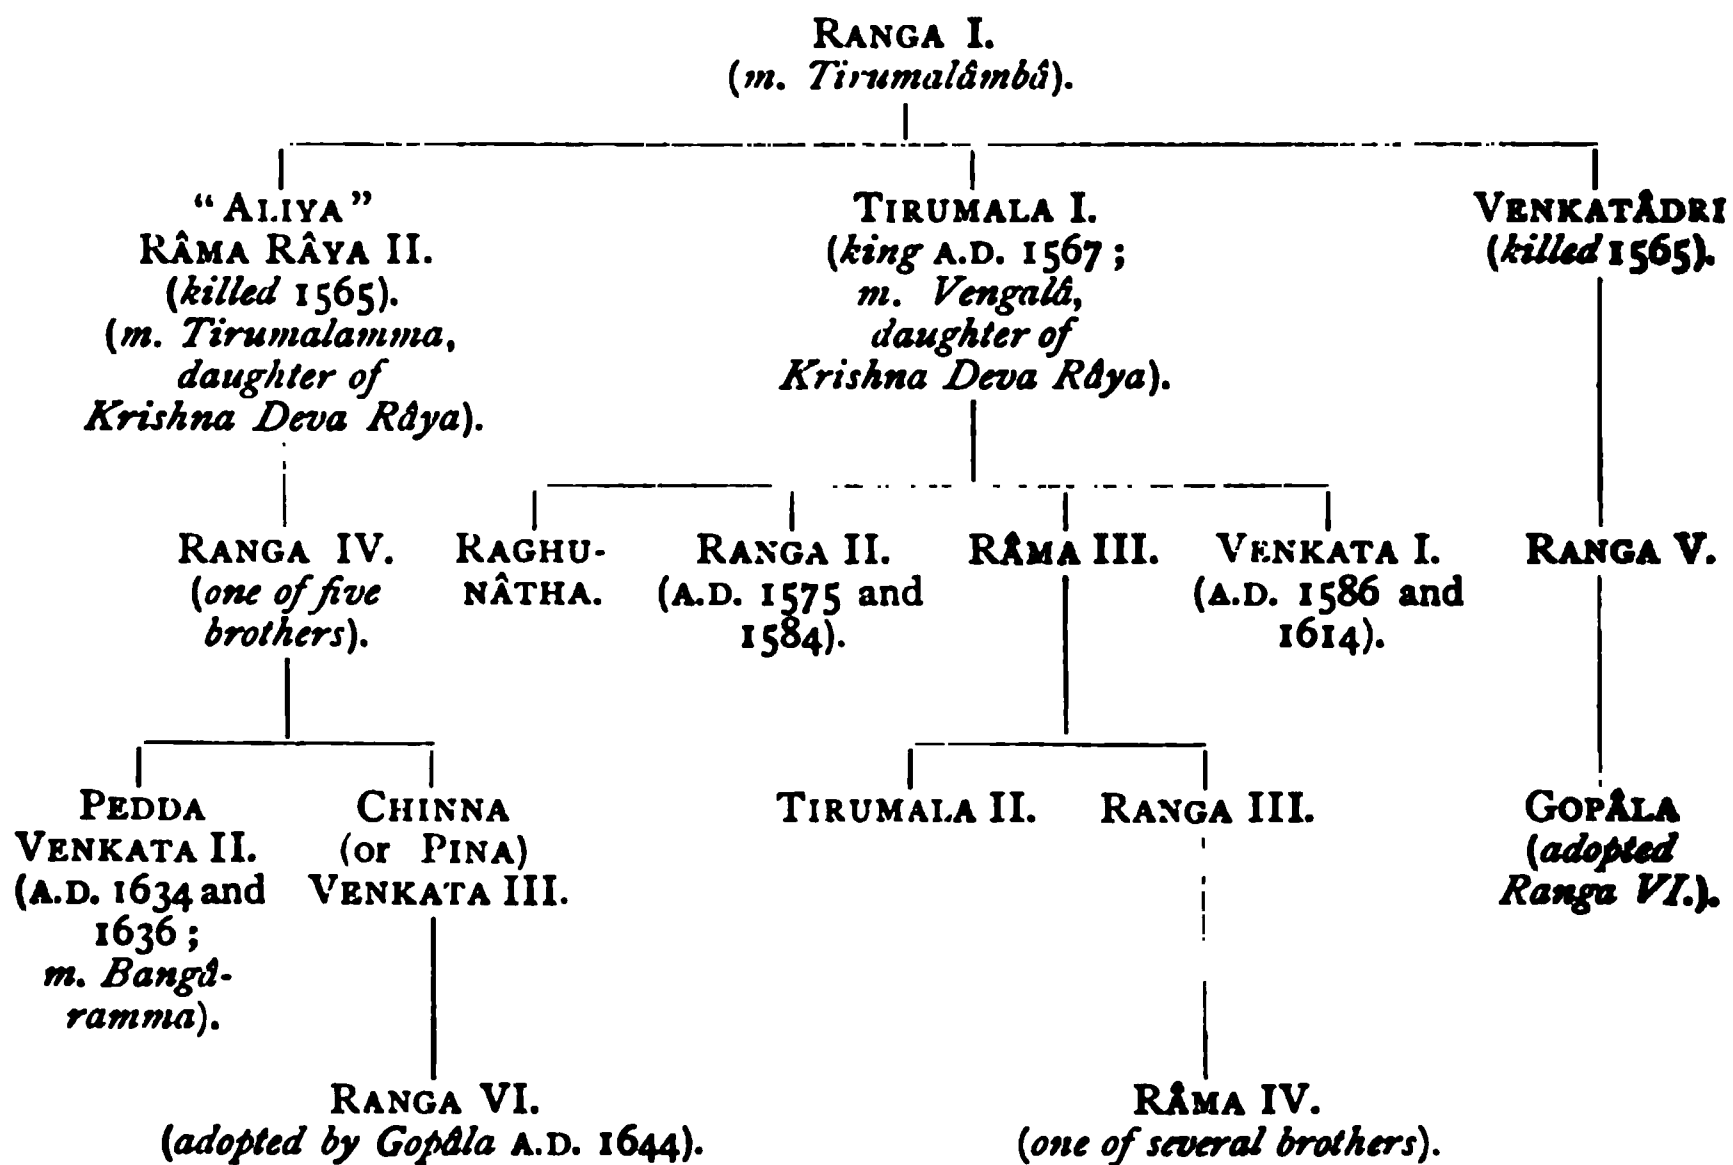 RANGA I.
(m. Tirumalâmbâ).
"ALIYA"
RÂMA RÂYA II.
(killed 1565).
(m. Tirumalamma,
daughter of
Krishna Deva Râya).
TIRUMALA I.
(king A.D. 1567;
m. Vengalâ,
daughter of
Krishna Deva Râya).
VENKATÂDRI
(killed 1565).
RANGA IV.
(one of five
brothers).
RAGHU-
NÂTHA.
RANGA II.
(A.D. 1575 and
1584).
RÂMA III.
VENKATA I.
(A.D. 1586 and
1614).
RANGA V.
PEDDA
VENKATA II.
(A.D. 1634 and
1636;
m. Bangâ-
ramma).
CHINNA
(or PINA)
VENKATA III.
TIRUMALA II.
RANGA III.
GOPÂLA
(adopted
Ranga VI.).
RANGA VI.
(adopted by Gopâla A.D. 1644).
RÂMA IV.
(one of several brothers).